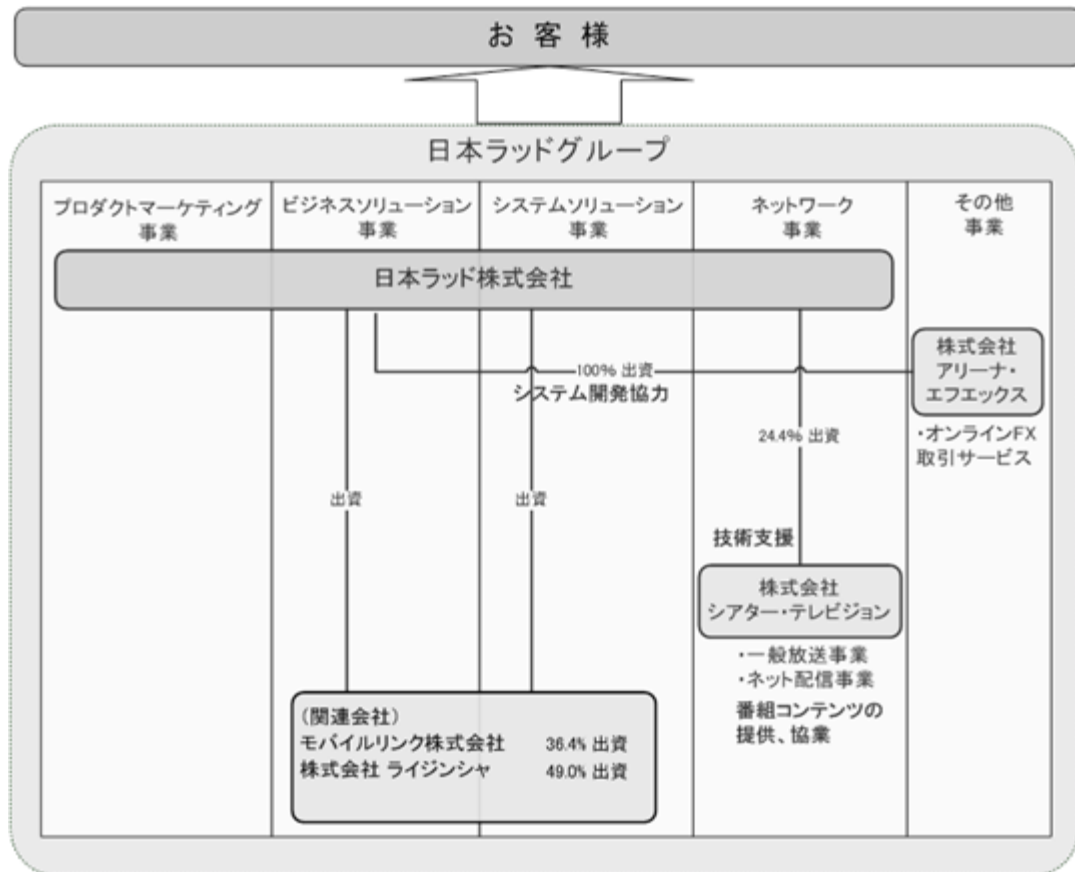 お客様
日本ラッドグループ
プロダクトマーケティング
事業
ビジネスソリューション
事業
システムソリューション
事業
ネットワーク
事業
その他
事業
日本ラッド株式会社
株式会社
アリーナ・
エフエックス
100% 出資
システム開発協力
・オンラインFX
取引サービス
24.4% 出資
出資
出資
技術支援
株式会社
シアター・テレビジョン
・一般放送事業
・ネット配信事業
番組コンテンツの
提供、協業
(関連会社)
モバイルリンク株式会社 36.4% 出資
株式会社 ライジンシャ 49.0% 出資